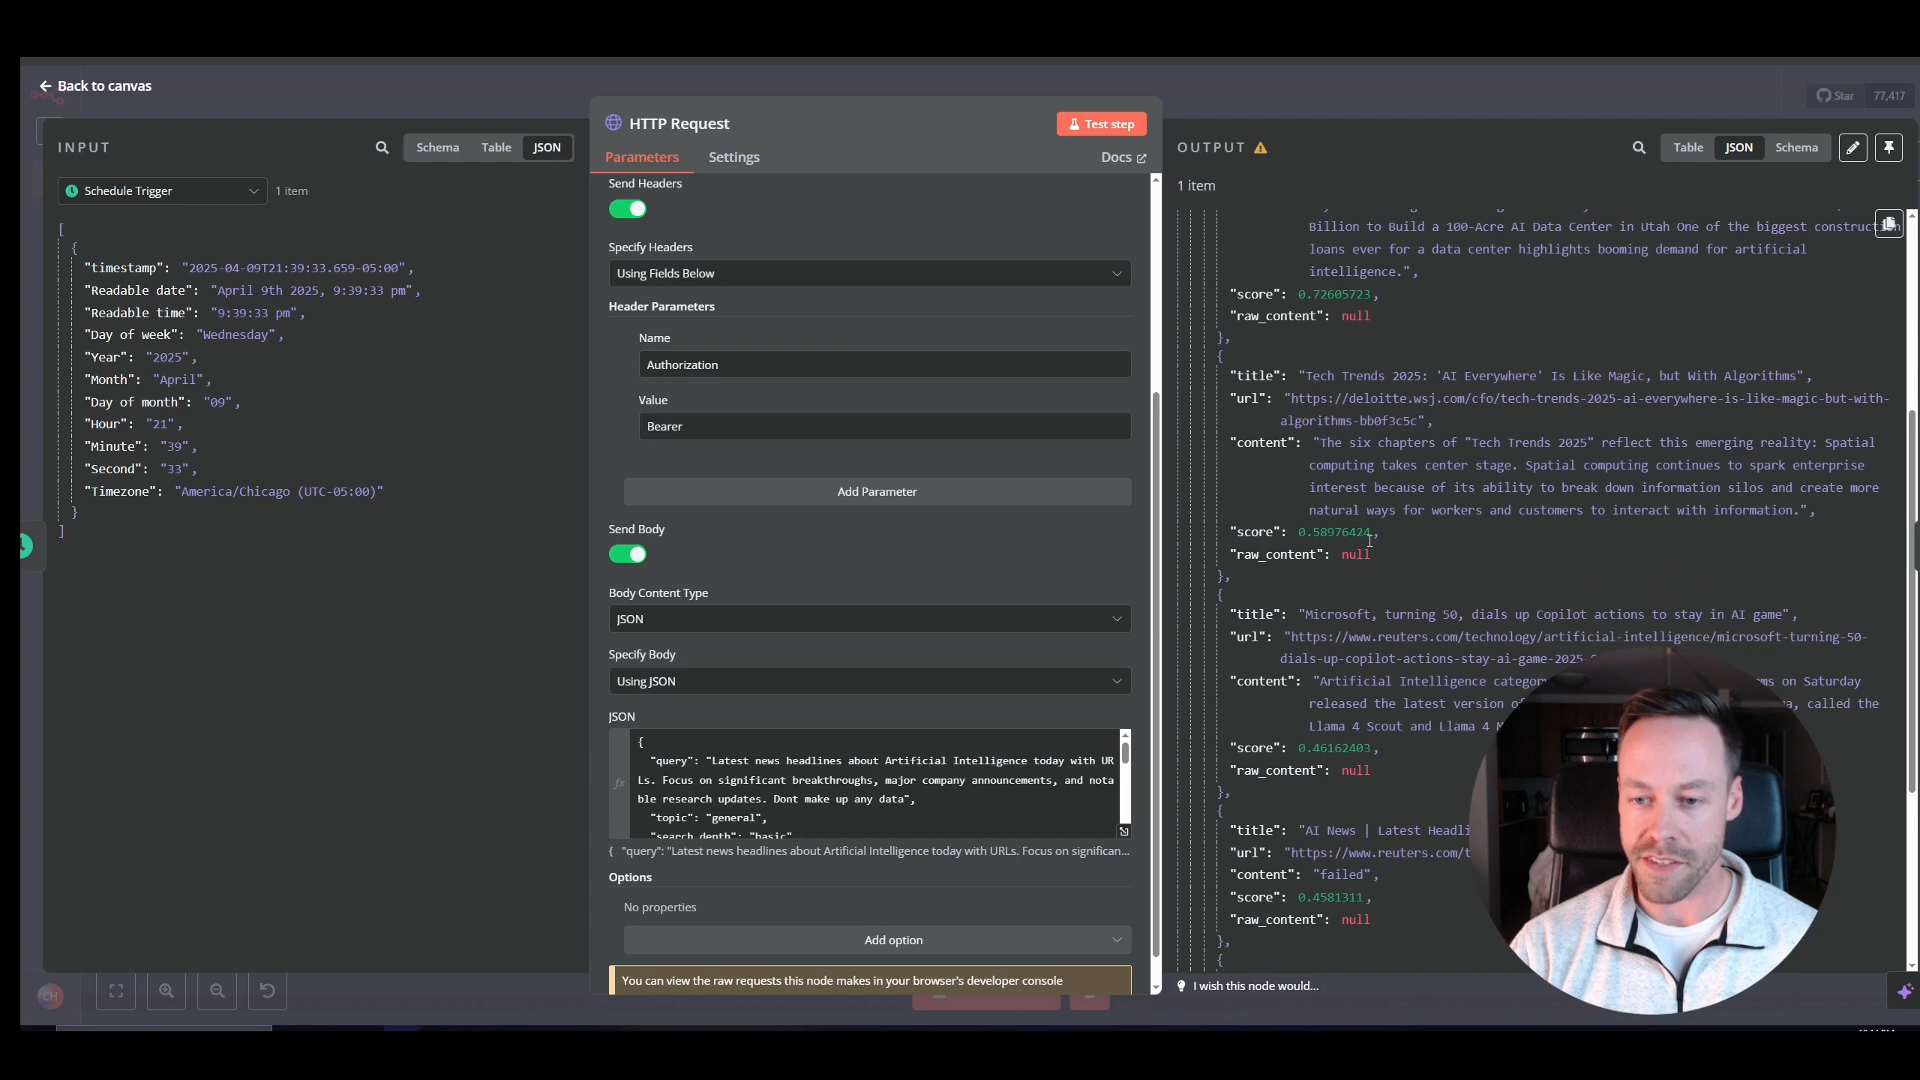 Back to canvas
Star 77,417
INPUT
Schema Table JSON
Schedule Trigger
1 item
[
{
"timestamp": "2025-04-09T21:39:33.659-05:00",
"Readable date": "April 9th 2025, 9:39:33 pm",
"Readable time": "9:39:33 pm",
"Day of week": "Wednesday",
"Year": "2025",
"Month": "April",
"Day of month": "09",
"Hour": "21",
"Minute": "39",
"Second": "33",
"Timezone": "America/Chicago (UTC-05:00)"
}
]
HTTP Request
Test step
Parameters Settings
Docs
Send Headers
Specify Headers
Using Fields Below
Header Parameters
Name
Authorization
Value
Bearer
Add Parameter
Send Body
Body Content Type
JSON
Specify Body
Using JSON
JSON
fx
{
"query": "Latest news headlines about Artificial Intelligence today with UR
Ls. Focus on significant breakthroughs, major company announcements, and nota
ble research updates. Dont make up any data",
"topic": "general",
"search_depth": "basic"
{ "query": "Latest news headlines about Artificial Intelligence today with URLs. Focus on significan...
Options
No properties
Add option
You can view the raw requests this node makes in your browser's developer console
OUTPUT
Table JSON Schema
1 item
Billion to Build a 100-Acre AI Data Center in Utah One of the biggest construction
loans ever for a data center highlights booming demand for artificial
intelligence.",
"score": 0.72605723,
"raw_content": null
},
{
"title": "Tech Trends 2025: 'AI Everywhere' Is Like Magic, but With Algorithms",
"url": "https://deloitte.wsj.com/cfo/tech-trends-2025-ai-everywhere-is-like-magic-but-with-
algorithms-bb0f3c5c",
"content": "The six chapters of "Tech Trends 2025" reflect this emerging reality: Spatial
computing takes center stage. Spatial computing continues to spark enterprise
interest because of its ability to break down information silos and create more
natural ways for workers and customers to interact with information.",
"score": 0.58976424,
"raw_content": null
},
{
"title": "Microsoft, turning 50, dials up Copilot actions to stay in AI game",
"url": "https://www.reuters.com/technology/artificial-intelligence/microsoft-turning-50-
dials-up-copilot-actions-stay-ai-game-2025-
"content": "Artificial Intelligence category on Saturday
released the latest version of called the
Llama 4 Scout and Llama 4
"score": 0.46162403,
"raw_content": null
},
{
"title": "AI News | Latest Headli
"url": "https://www.reuters.com/t
"content": "failed",
"score": 0.4581311,
"raw_content": null
},
{
I wish this node would...
CH